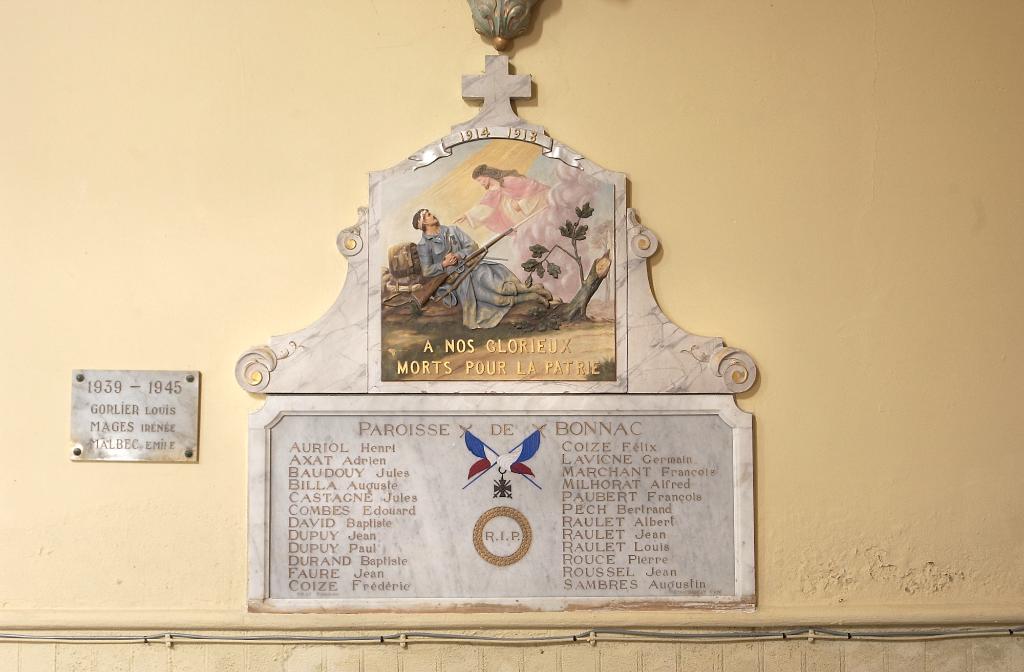 1914 1918
A NOS GLORIEUX
MORTS POUR LA PATRIE
1939 - 1945
GORLIER LOUIS
MAGES IRÉNÉE
MALBEC EMILE
PAROISSE DE BONNAC
AURIOL Henri
AXAT Adrien
BAUDOUY Jules
BILLA Auguste
CASTAGNÉ Jules
COMBES Edouard
DAVID Baptiste
DUPUY Jean
DUPUY Paul
DURAND Baptiste
FAURE Jean
COIZE Frédéric
R.I.P.
COIZE Félix
LAVIGNE Germain
MARCHANT François
MILHORAT Alfred
PAUBERT François
PECH Bertrand
RAULET Albert
RAULET Jean
RAULET Louis
ROUCE Pierre
ROUSSEL Jean
SAMBRES Augustin